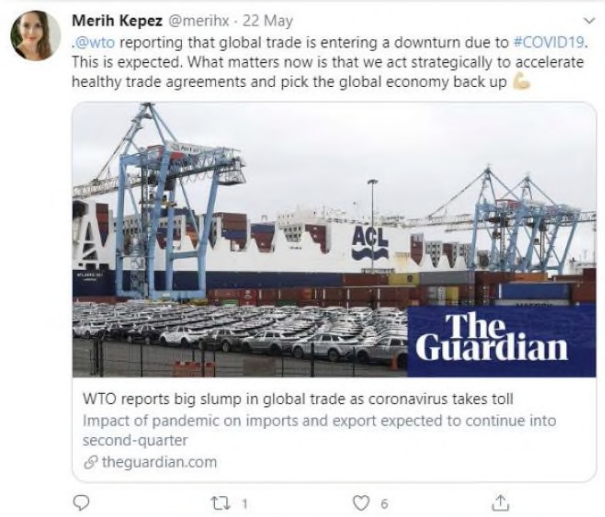 Merih Kepez @merihx · 22 May
.@wto reporting that global trade is entering a downturn due to #COVID19.
This is expected. What matters now is that we act strategically to accelerate
healthy trade agreements and pick the global economy back up 💪🏼
ACL
The
Guardian
WTO reports big slump in global trade as coronavirus takes toll
Impact of pandemic on imports and export expected to continue into
second-quarter
theguardian.com
1
6